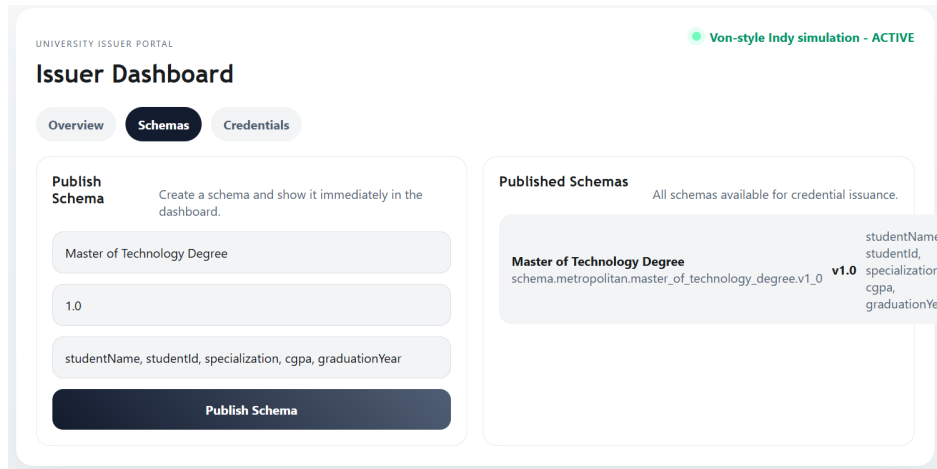 UNIVERSITY ISSUER PORTAL
Von-style Indy simulation - ACTIVE
Issuer Dashboard
Overview
Schemas
Credentials
Publish
Schema
Create a schema and show it immediately in the
dashboard.
Master of Technology Degree
1.0
studentName, studentId, specialization, cgpa, graduationYear
Publish Schema
Published Schemas
All schemas available for credential issuance.
Master of Technology Degree
schema.metropolitan.master_of_technology_degree.v1_0
v1.0
studentName
studentId,
specialization
cgpa,
graduationYe